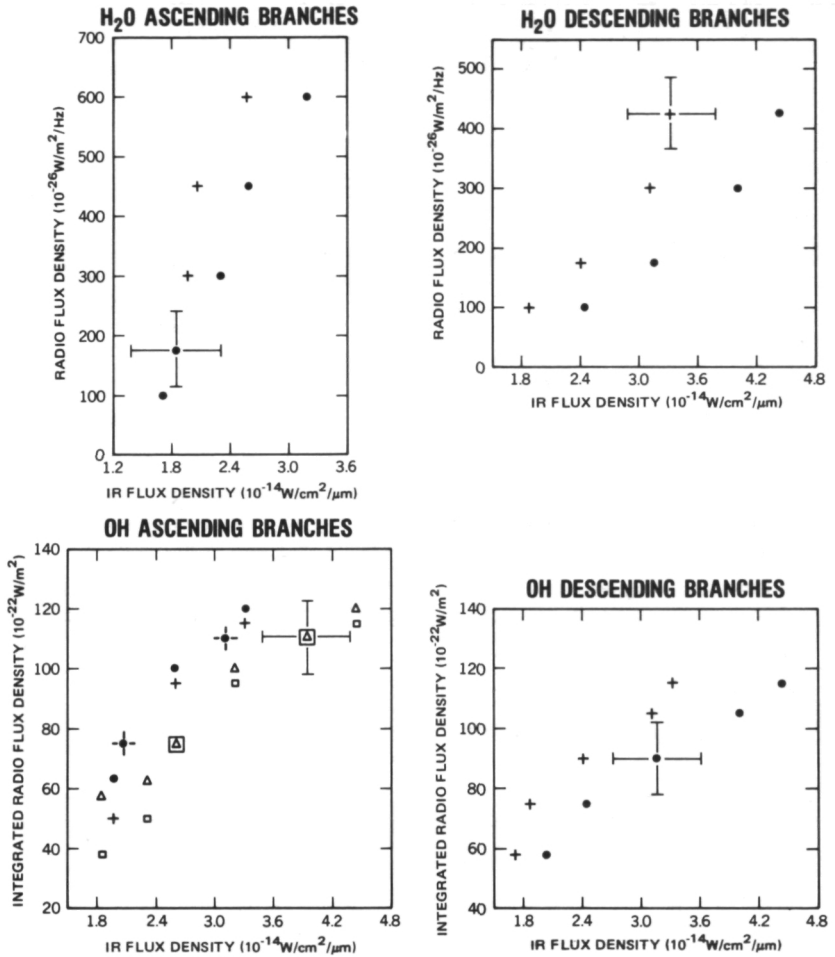 H₂O ASCENDING BRANCHES
RADIO FLUX DENSITY (10⁻²⁶W/m²/Hz)
700
600
500
400
300
200
100
0
1.2 1.8 2.4 3.0 3.6
IR FLUX DENSITY (10⁻¹⁴W/cm²/μm)
H₂O DESCENDING BRANCHES
RADIO FLUX DENSITY (10⁻²⁶W/m²/Hz)
500
400
300
200
100
0
1.8 2.4 3.0 3.6 4.2 4.8
IR FLUX DENSITY (10⁻¹⁴W/cm²/μm)
OH ASCENDING BRANCHES
INTEGRATED RADIO FLUX DENSITY (10⁻²²W/m²)
140
120
100
80
60
40
20
1.8 2.4 3.0 3.6 4.2 4.8
IR FLUX DENSITY (10⁻¹⁴W/cm²/μm)
OH DESCENDING BRANCHES
INTEGRATED RADIO FLUX DENSITY (10⁻²²W/m²)
140
120
100
80
60
40
1.8 2.4 3.0 3.6 4.2 4.8
IR FLUX DENSITY (10⁻¹⁴W/cm²/μm)